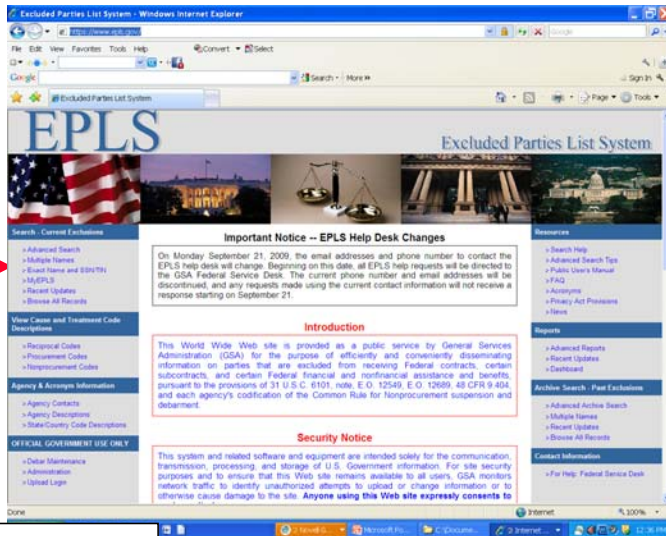 Excluded Parties List System - Windows Internet Explorer
https://www.epls.gov/
Google
File Edit View Favorites Tools Help
Convert Select
Google
Search More »
Sign In
Excluded Parties List System
Page Tools
EPLS
Excluded Parties List System
Search - Current Exclusions
» Advanced Search
» Multiple Names
» Exact Name and SSN/TIN
» MyEPLS
» Recent Updates
» Browse All Records
View Cause and Treatment Code
Descriptions
» Reciprocal Codes
» Procurement Codes
» Nonprocurement Codes
Agency & Acronym Information
» Agency Contacts
» Agency Descriptions
» State/Country Code Descriptions
OFFICIAL GOVERNMENT USE ONLY
» Debar Maintenance
» Administration
» Upload Login
Important Notice -- EPLS Help Desk Changes
On Monday September 21, 2009, the email addresses and phone number to contact the
EPLS help desk will change. Beginning on this date, all EPLS help requests will be directed to
the GSA Federal Service Desk. The current phone number and email addresses will be
discontinued, and any requests made using the current contact information will not receive a
response starting on September 21.
Introduction
This World Wide Web site is provided as a public service by General Services
Administration (GSA) for the purpose of efficiently and conveniently disseminating
information on parties that are excluded from receiving Federal contracts, certain
subcontracts, and certain Federal financial and nonfinancial assistance and benefits,
pursuant to the provisions of 31 U.S.C. 6101, note, E.O. 12549, E.O. 12689, 48 CFR 9.404,
and each agency's codification of the Common Rule for Nonprocurement suspension and
debarment.
Security Notice
This system and related software and equipment are intended solely for the communication,
transmission, processing, and storage of U.S. Government information. For site security
purposes and to ensure that this Web site remains available to all users, GSA monitors
network traffic to identify unauthorized attempts to upload or change information or to
otherwise cause damage to the site. Anyone using this Web site expressly consents to
Resources
» Search Help
» Advanced Search Tips
» Public User's Manual
» FAQ
» Acronyms
» Privacy Act Provisions
» News
Reports
» Advanced Reports
» Recent Updates
» Dashboard
Archive Search - Past Exclusions
» Advanced Archive Search
» Multiple Names
» Recent Updates
» Browse All Records
Contact Information
» For Help: Federal Service Desk
Done
Internet
100%
Microsoft Po...
C:\Docume...
3 Internet...
12:36 PM